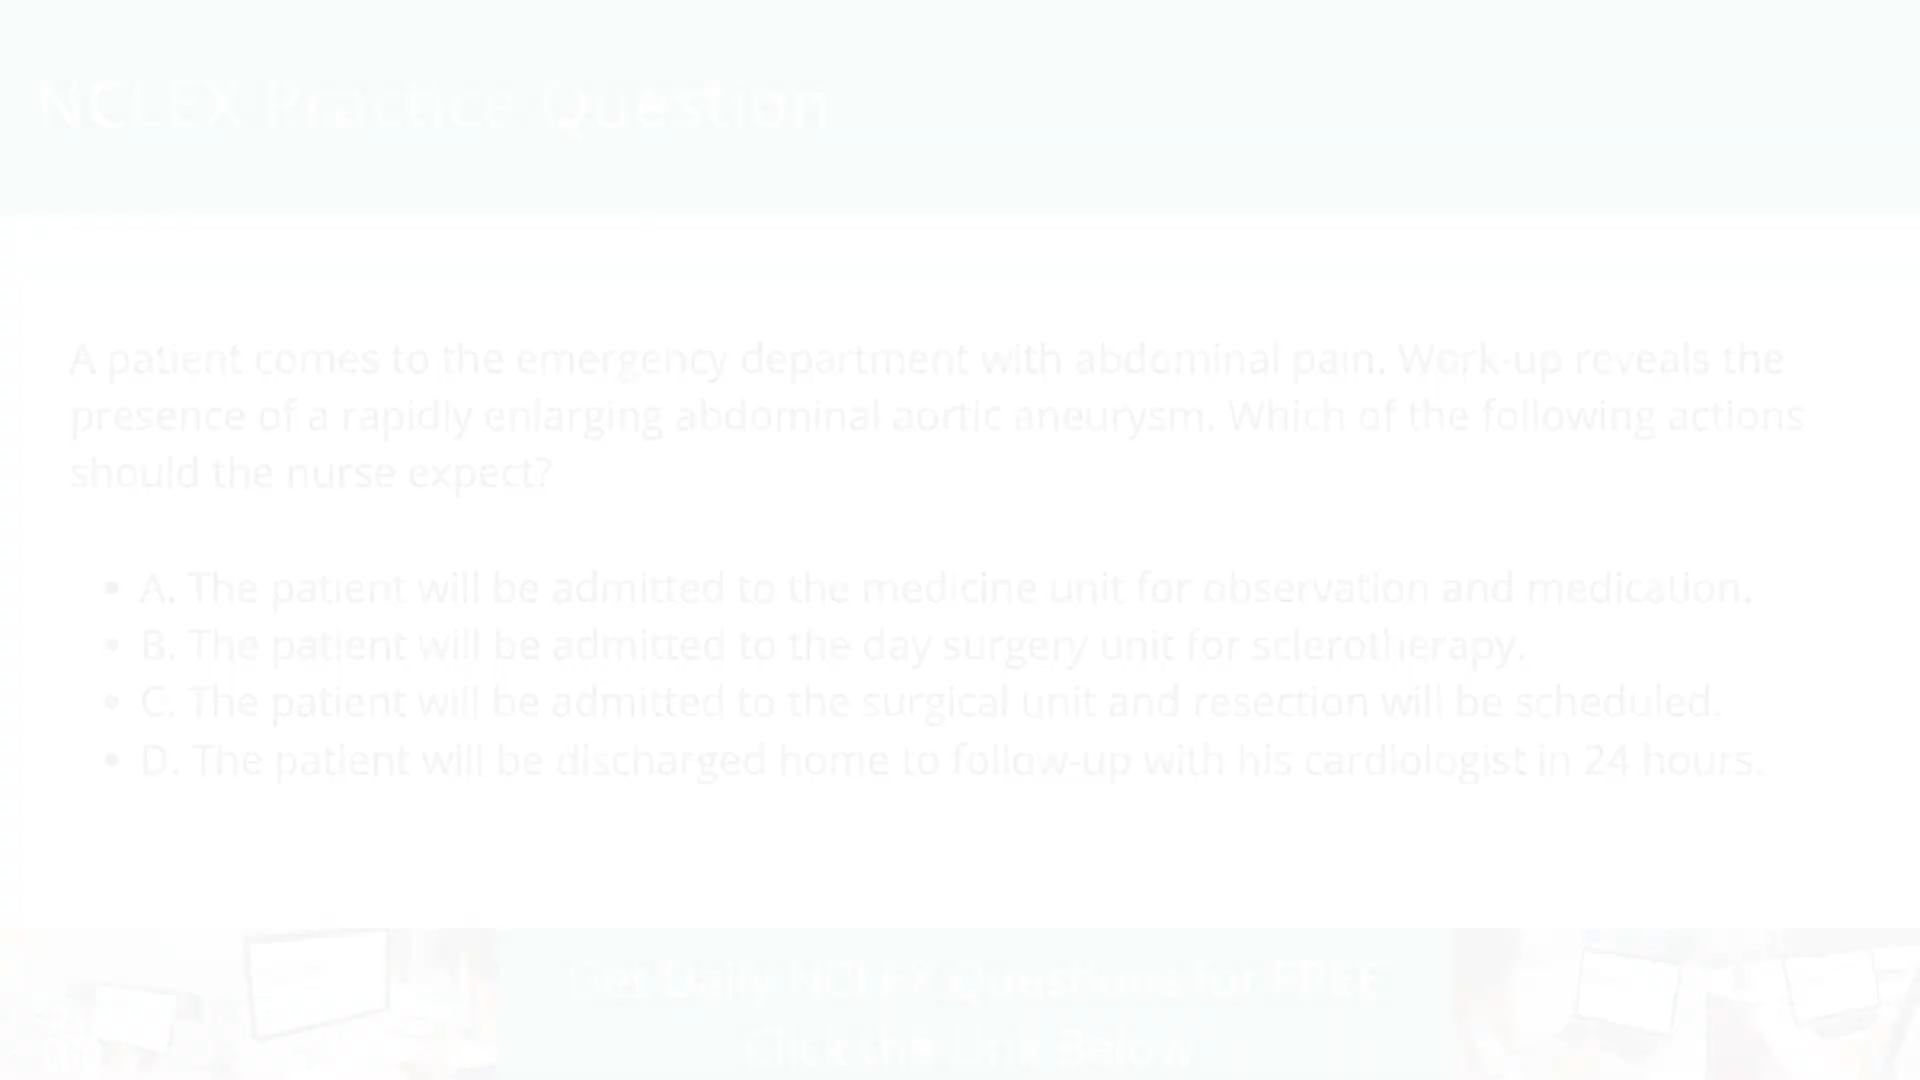 NCLEX Practice Question
A patient comes to the emergency department with abdominal pain. Work-up reveals the
presence of a rapidly enlarging abdominal aortic aneurysm. Which of the following actions
should the nurse expect?
• A. The patient will be admitted to the medicine unit for observation and medication.
• B. The patient will be admitted to the day surgery unit for sclerotherapy.
• C. The patient will be admitted to the surgical unit and resection will be scheduled.
• D. The patient will be discharged home to follow-up with his cardiologist in 24 hours.
Get Daily NCLEX Questions for FREE
Click the Link Below